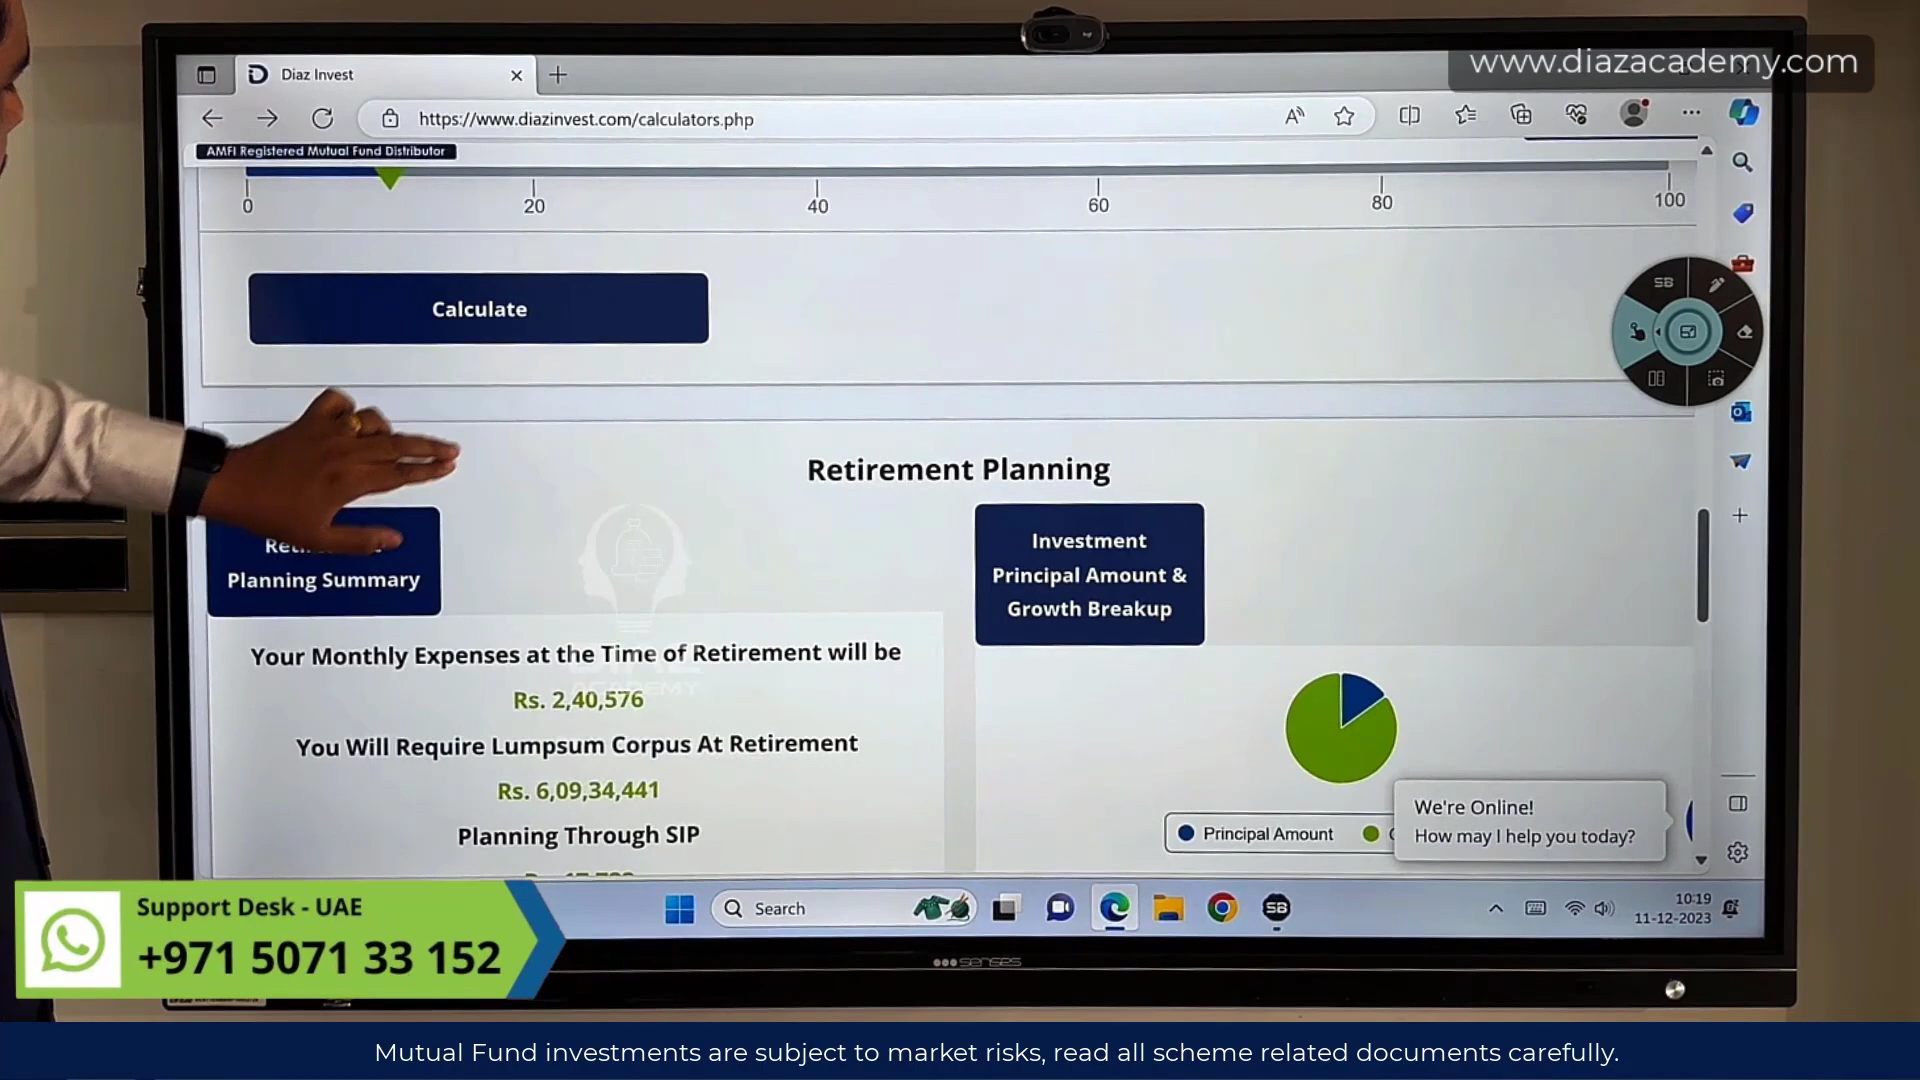 www.diazacademy.com
Diaz Invest
https://www.diazinvest.com/calculators.php
AMFI Registered Mutual Fund Distributor
0 20 40 60 80 100
SB
Calculate
Retirement Planning
Planning Summary
Investment
Principal Amount &
Growth Breakup
Your Monthly Expenses at the Time of Retirement will be
Rs. 2,40,576
You Will Require Lumpsum Corpus At Retirement
Rs. 6,09,34,441
Planning Through SIP
Principal Amount
We're Online!
How may I help you today?
Support Desk - UAE
+971 5071 33 152
Search
SB
10:19
11-12-2023
senses
Mutual Fund investments are subject to market risks, read all scheme related documents carefully.